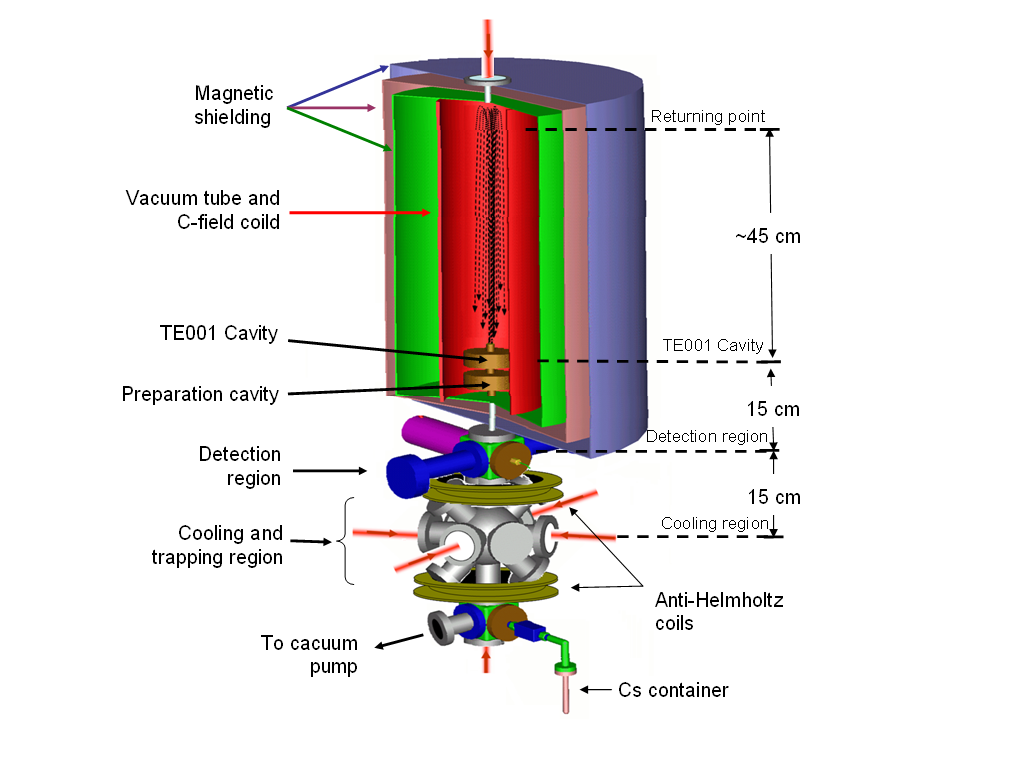 Magnetic
shielding
Returning point
Vacuum tube and
C-field coild
~45 cm
TE001 Cavity
TE001 Cavity
Preparation cavity
15 cm
Detection region
Detection
region
15 cm
Cooling region
Cooling and
trapping region
Anti-Helmholtz
coils
To cacuum
pump
Cs container